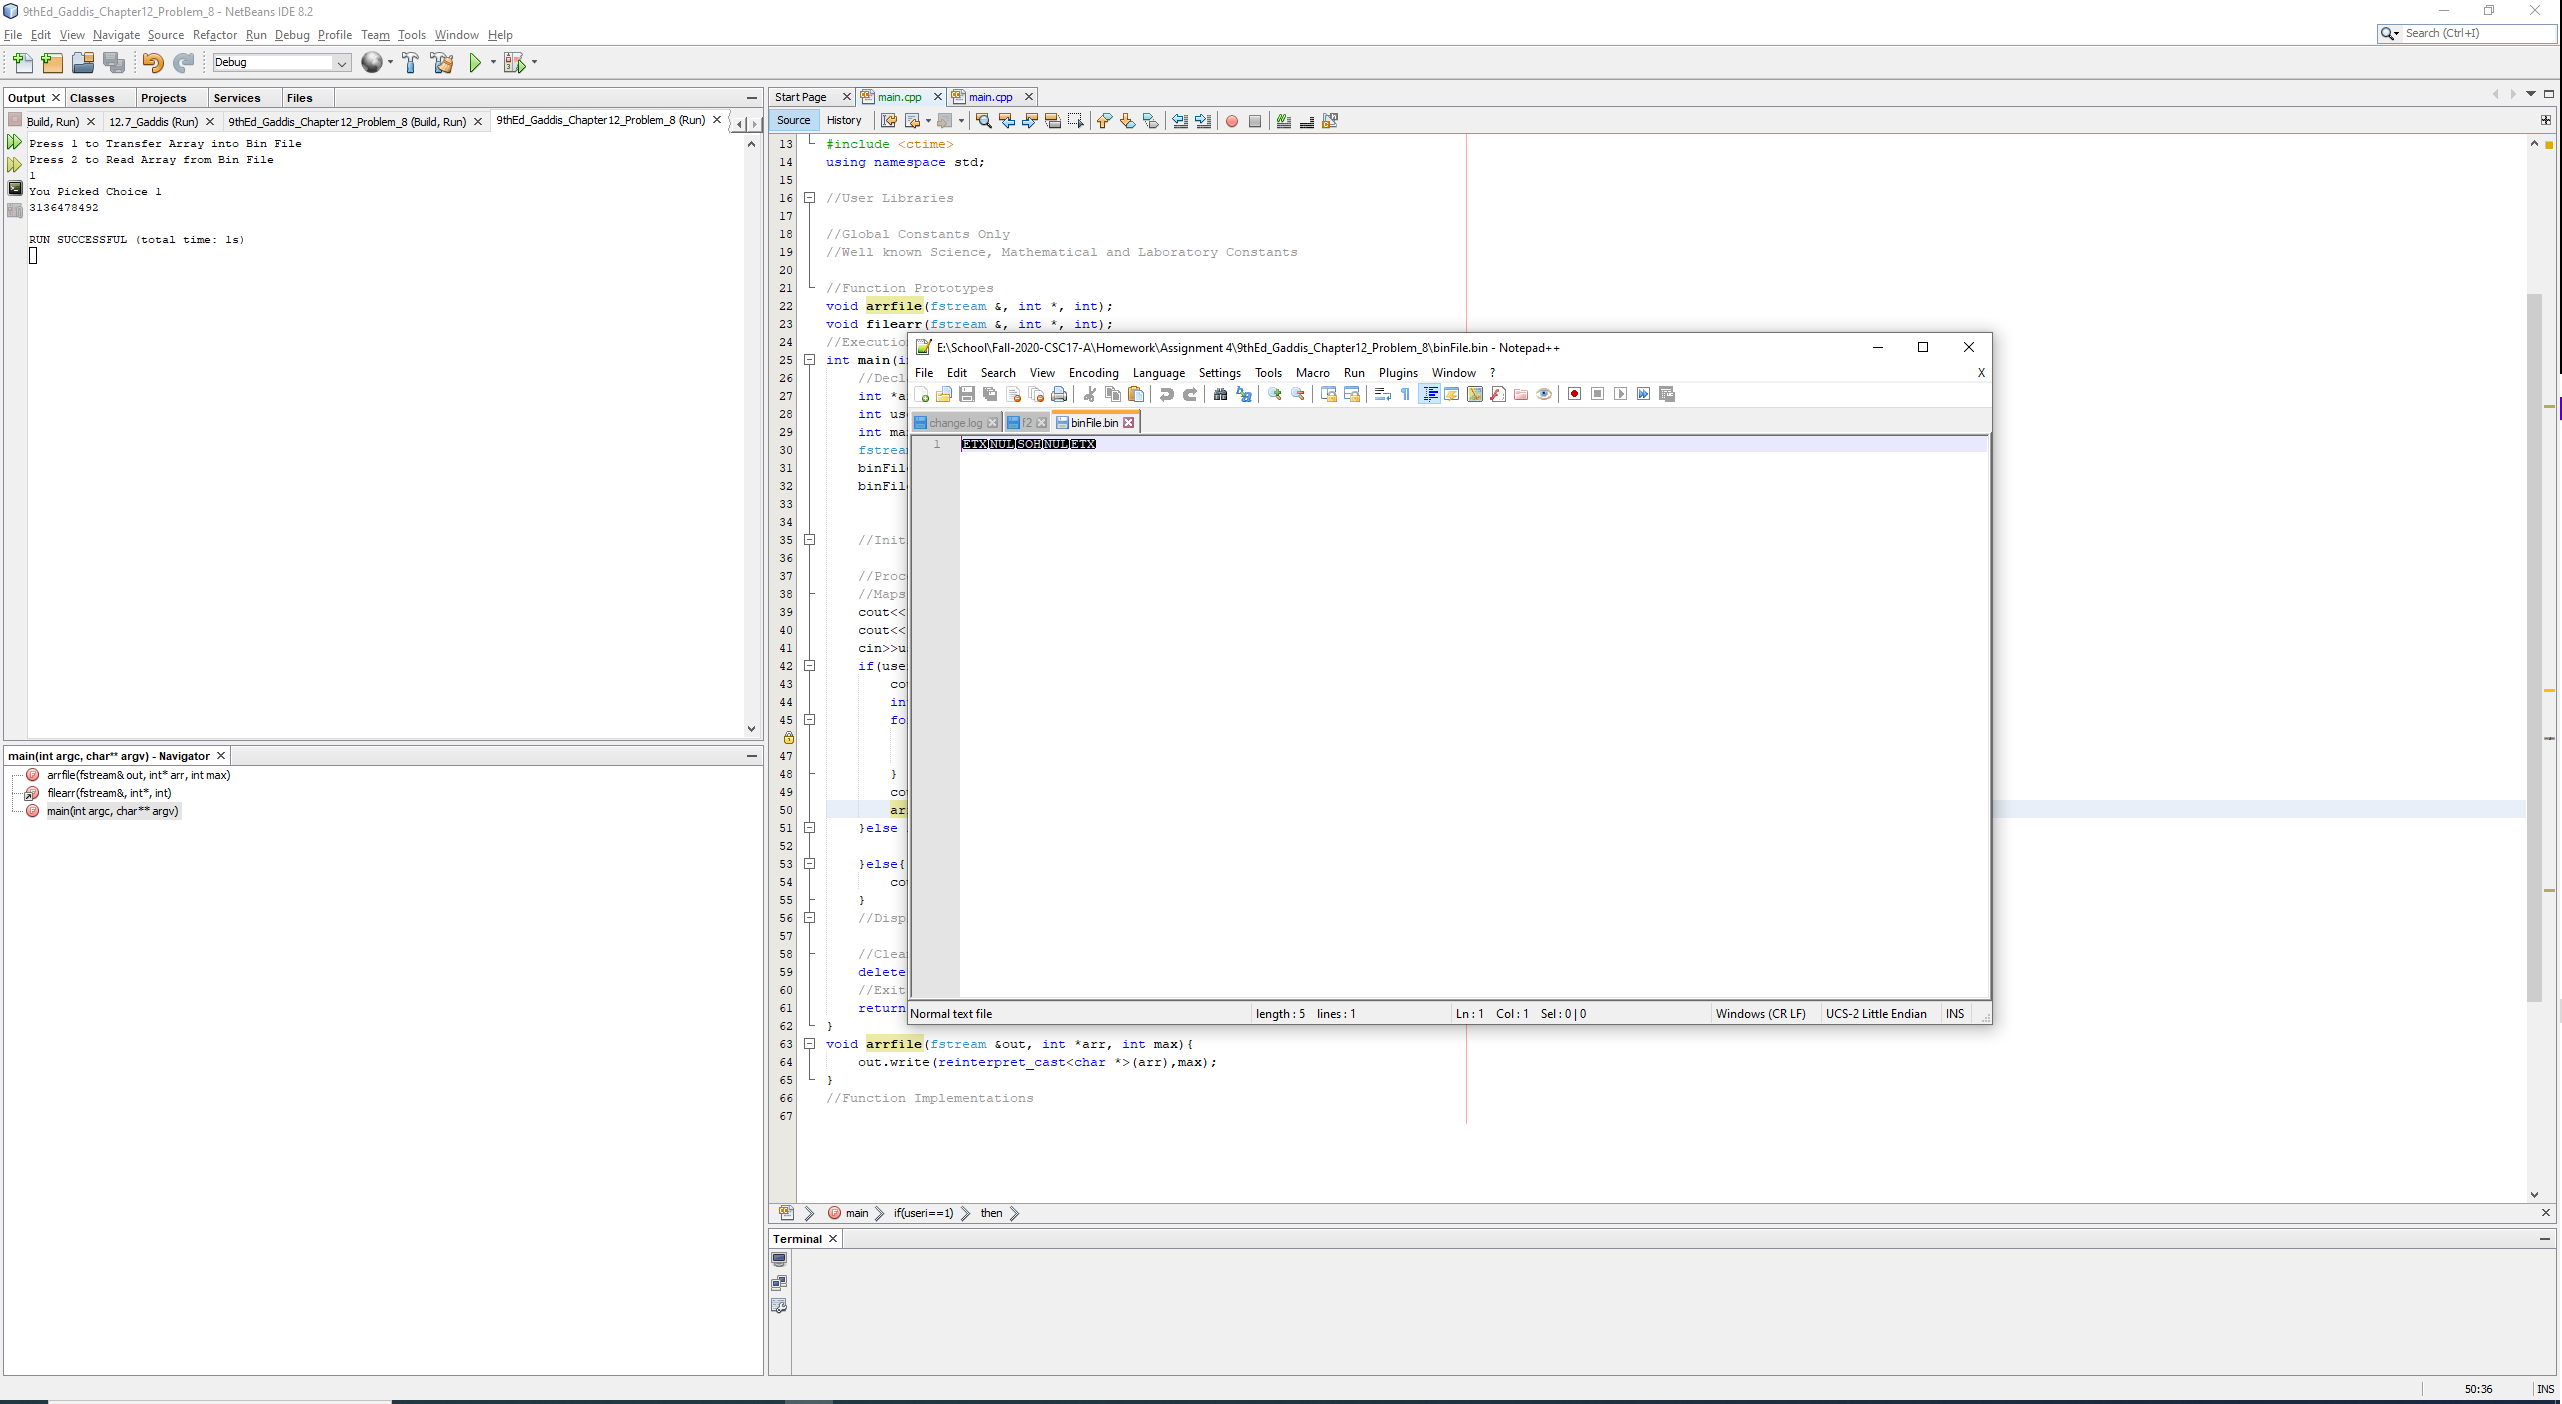 9thEd_Gaddis_Chapter12_Problem_8 - NetBeans IDE 8.2
File Edit View Navigate Source Refactor Run Debug Profile Team Tools Window Help
Search (Ctrl+I)
Debug
Output Classes Projects Services Files
Build, Run) 12.7_Gaddis (Run) 9thEd_Gaddis_Chapter12_Problem_8 (Build, Run) 9thEd_Gaddis_Chapter12_Problem_8 (Run)
Press 1 to Transfer Array into Bin File
Press 2 to Read Array from Bin File
1
You Picked Choice 1
3136478492
RUN SUCCESSFUL (total time: 1s)
main(int argc, char** argv) - Navigator
arrfile(fstream& out, int* arr, int max)
filearr(fstream&, int*, int)
main(int argc, char** argv)
Start Page main.cpp main.cpp
Source History
13 #include <ctime>
14 using namespace std;
15
16 //User Libraries
17
18 //Global Constants Only
19 //Well known Science, Mathematical and Laboratory Constants
20
21 //Function Prototypes
22 void arrfile(fstream &, int *, int);
23 void filearr(fstream &, int *, int);
24 //Executio
25 int main(i
26 //Decl
27 int *a
28 int us
29 int ma
30 fstrea
31 binFil
32 binFil
33
34
35 //Init
36
37 //Proc
38 //Maps
39 cout<<
40 cout<<
41 cin>>u
42 if(use
43 co
44 in
45 fo
47
48 }
49 co
50 ar
51 }else
52
53 }else{
54 co
55 }
56 //Disp
57
58 //Clea
59 delete
60 //Exit
61 return
62 }
63 void arrfile(fstream &out, int *arr, int max){
64 out.write(reinterpret_cast<char *>(arr),max);
65 }
66 //Function Implementations
67
E:\School\Fall-2020-CSC17-A\Homework\Assignment 4\9thEd_Gaddis_Chapter12_Problem_8\binFile.bin - Notepad++
File Edit Search View Encoding Language Settings Tools Macro Run Plugins Window ? X
change.log f2 binFile.bin
1 ETX NUL SOH NUL ETX
Normal text file length : 5 lines : 1 Ln : 1 Col : 1 Sel : 0 | 0 Windows (CR LF) UCS-2 Little Endian INS
main if(useri==1) then
Terminal
50:36 INS